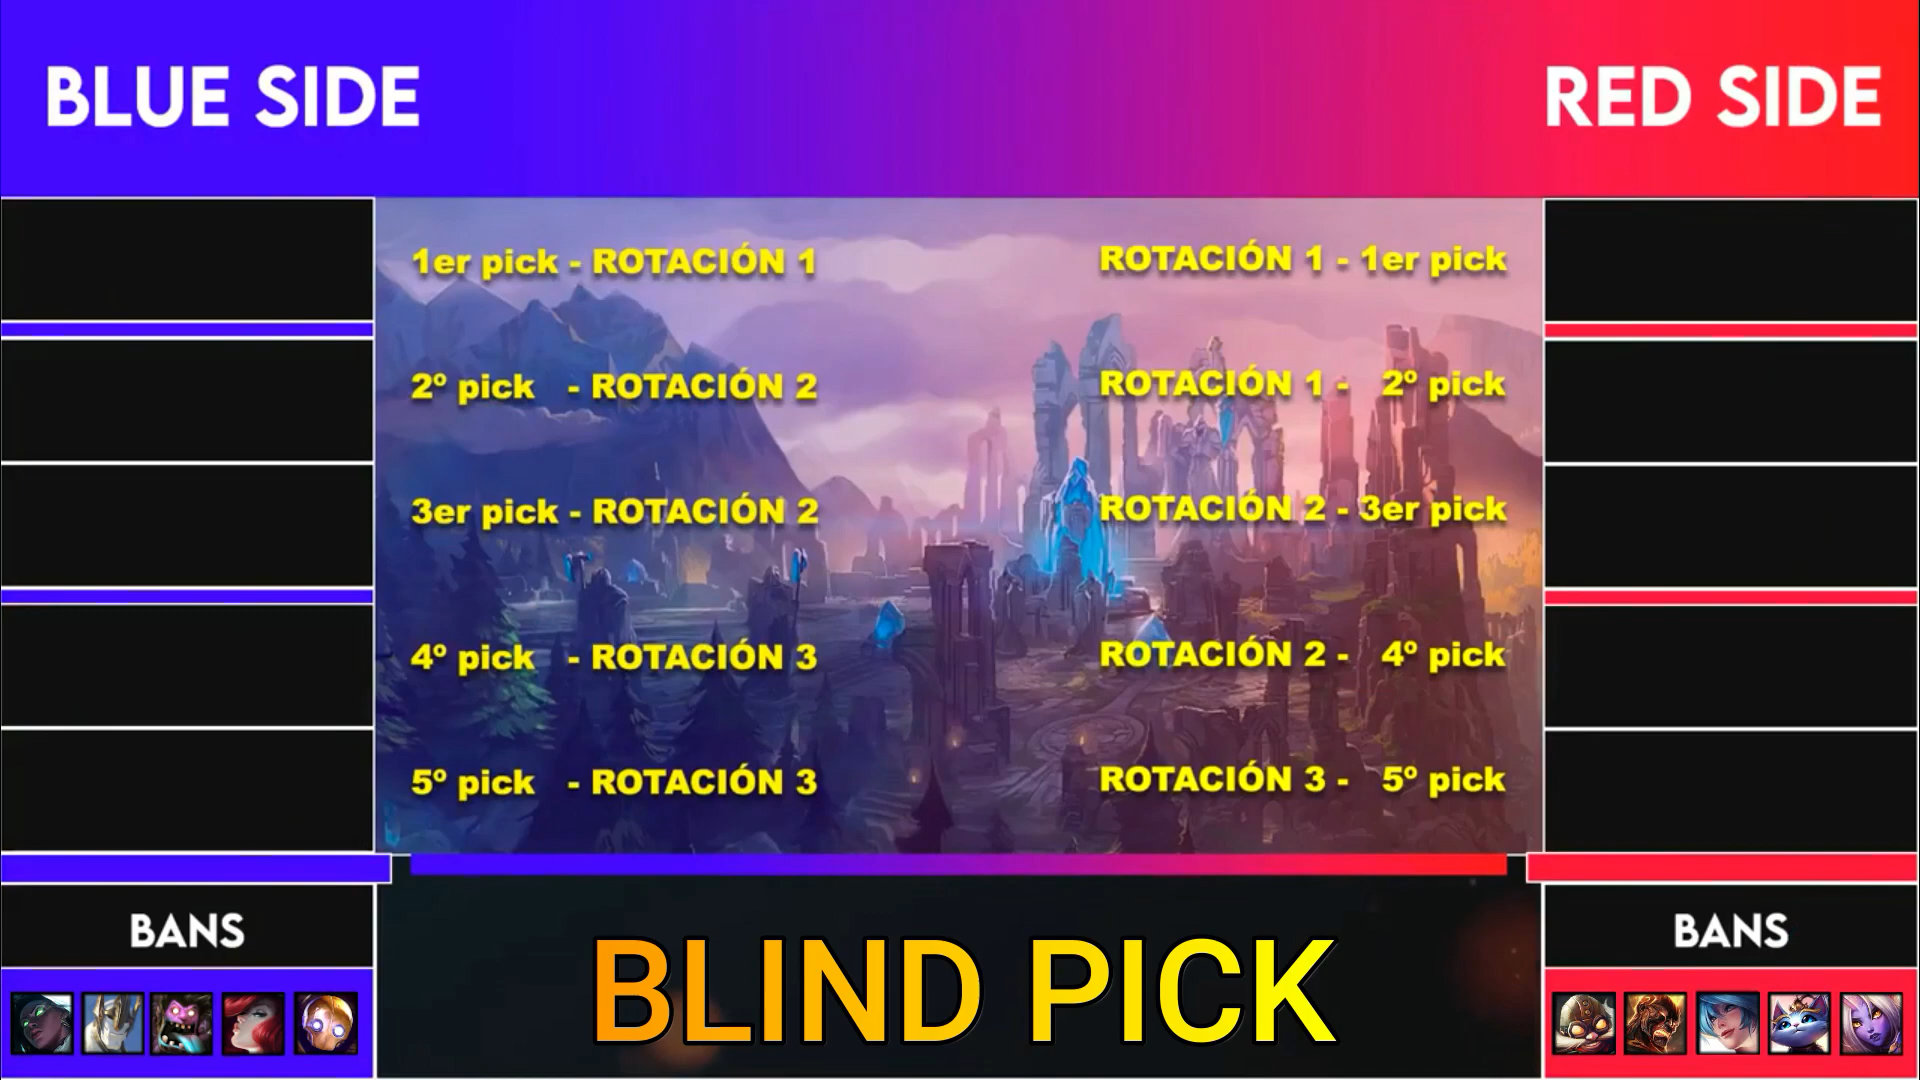 BLUE SIDE
RED SIDE
1er pick - ROTACIÓN 1
ROTACIÓN 1 - 1er pick
2º pick - ROTACIÓN 2
ROTACIÓN 1 - 2º pick
3er pick - ROTACIÓN 2
ROTACIÓN 2 - 3er pick
4º pick - ROTACIÓN 3
ROTACIÓN 2 - 4º pick
5º pick - ROTACIÓN 3
ROTACIÓN 3 - 5º pick
BANS
BLIND PICK
BANS